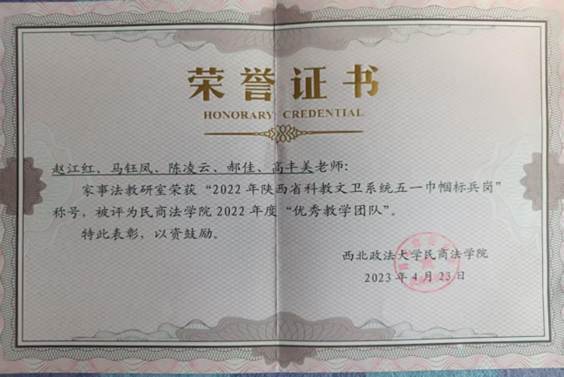 荣誉证书
HONORARY CREDENTIAL
赵江红、马钰凤、陈凌云、郝佳、高丰美老师:
家事法教研室荣获“2022年陕西省科教文卫系统五一巾帼标兵岗”
称号,被评为民商法学院2022年度“优秀教学团队”。
特此表彰,以资鼓励。
西北政法大学民商法学院
2023年4月23日